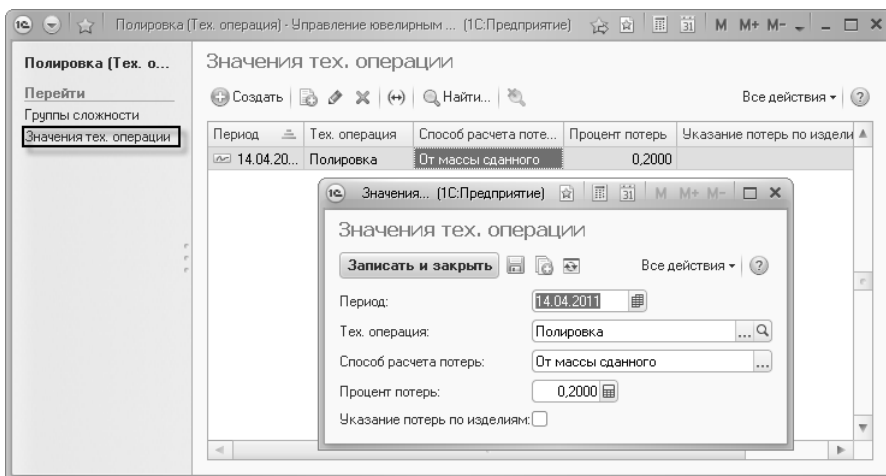 Полировка (Тех. операция) - Управление ювелирным ... (1С:Предприятие) M M+ M-
Полировка (Тех. о...
Перейти
Группы сложности
Значения тех. операции
Значения тех. операции
Создать Найти... Все действия
Период Тех. операция Способ расчета поте... Процент потерь Указание потерь по издели
14.04.20... Полировка От массы сданного 0,2000
Значения... (1С:Предприятие) M M+ M-
Значения тех. операции
Записать и закрыть Все действия
Период: 14.04.2011
Тех. операция: Полировка
Способ расчета потерь: От массы сданного
Процент потерь: 0,2000
Указание потерь по изделиям: